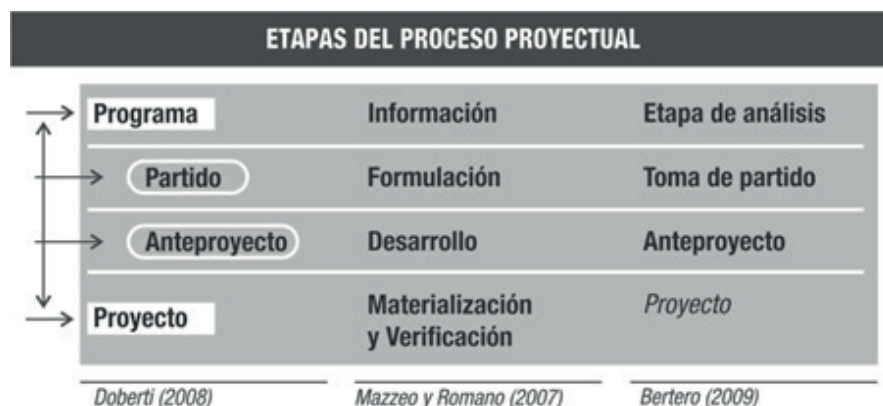 ETAPAS DEL PROCESO PROYECTUAL
Programa Información Etapa de análisis
Partido Formulación Toma de partido
Anteproyecto Desarrollo Anteproyecto
Proyecto Materialización y Verificación Proyecto
Doberti (2008) Mazzeo y Romano (2007) Bertero (2009)